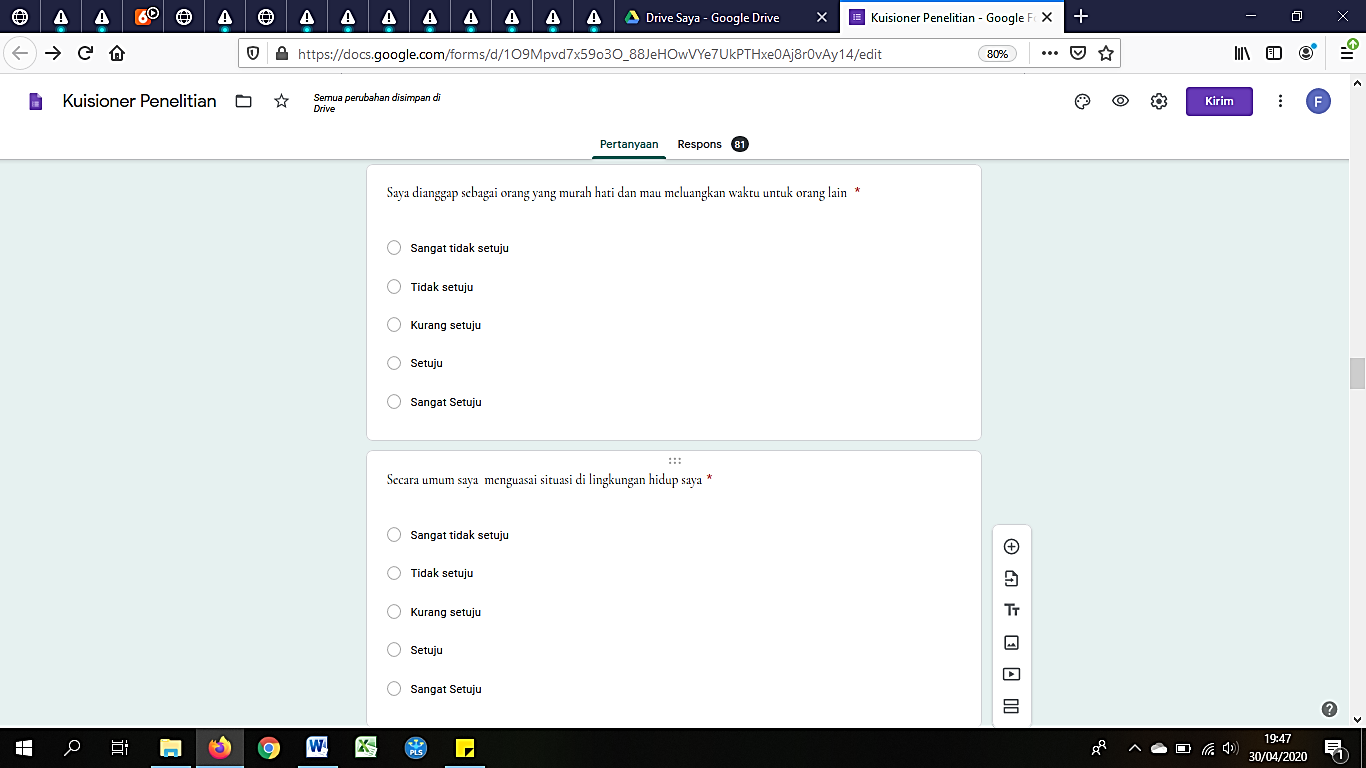 Drive Saya - Google Drive
Kuisioner Penelitian - Google Fo
https://docs.google.com/forms/d/1O9Mpvd7x59o3O_88JeHOwVYe7UkPTHxe0Aj8r0vAy14/edit
80%
Kuisioner Penelitian
Semua perubahan disimpan di
Drive
Kirim
F
Pertanyaan
Respons 81
Saya dianggap sebagai orang yang murah hati dan mau meluangkan waktu untuk orang lain *
Sangat tidak setuju
Tidak setuju
Kurang setuju
Setuju
Sangat Setuju
Secara umum saya menguasai situasi di lingkungan hidup saya *
Sangat tidak setuju
Tidak setuju
Kurang setuju
Setuju
Sangat Setuju
Tт
PLS
19:47
30/04/2020
1